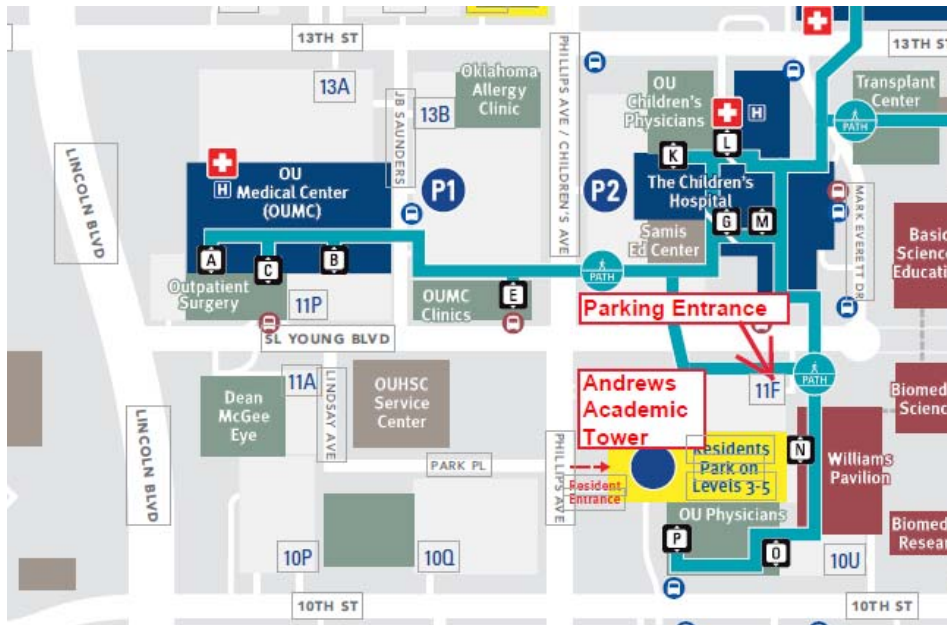 13TH ST
13TH
13A
13B
JB SAUNDERS
Okiahoma
Allergy
Clinic
PHILLIPS AVE / CHILDREN'S AVE
OU
Children's
Physicians
H
L
K
Transplant
Center
PATH
LINCOLN BLVD
H
OU
Medical Center
(OUMC)
P1
P2
The Children's
Hospital
G
M
Samis
Ed Center
MARK EVERETT DR
Basic
Science
Educati
A
C
B
Outpatient
Surgery
11P
OUMC
Clinics
E
PATH
Parking Entrance
SL YOUNG BLVD
Dean
McGee
Eye
11A
LINDSAY AVE
OUHSC
Service
Center
Andrews
Academic
Tower
11F
PATH
Biomed
Scienc
LINCOLN BLVD
PARK PL
PHILLIPS AVE
Resident
Entrance
Residents
Park on
Levels 3-5
N
Williams
Pavilion
OU Physicians
P
O
10P
10Q
10U
Biomed
Resear
10TH ST
10TH ST